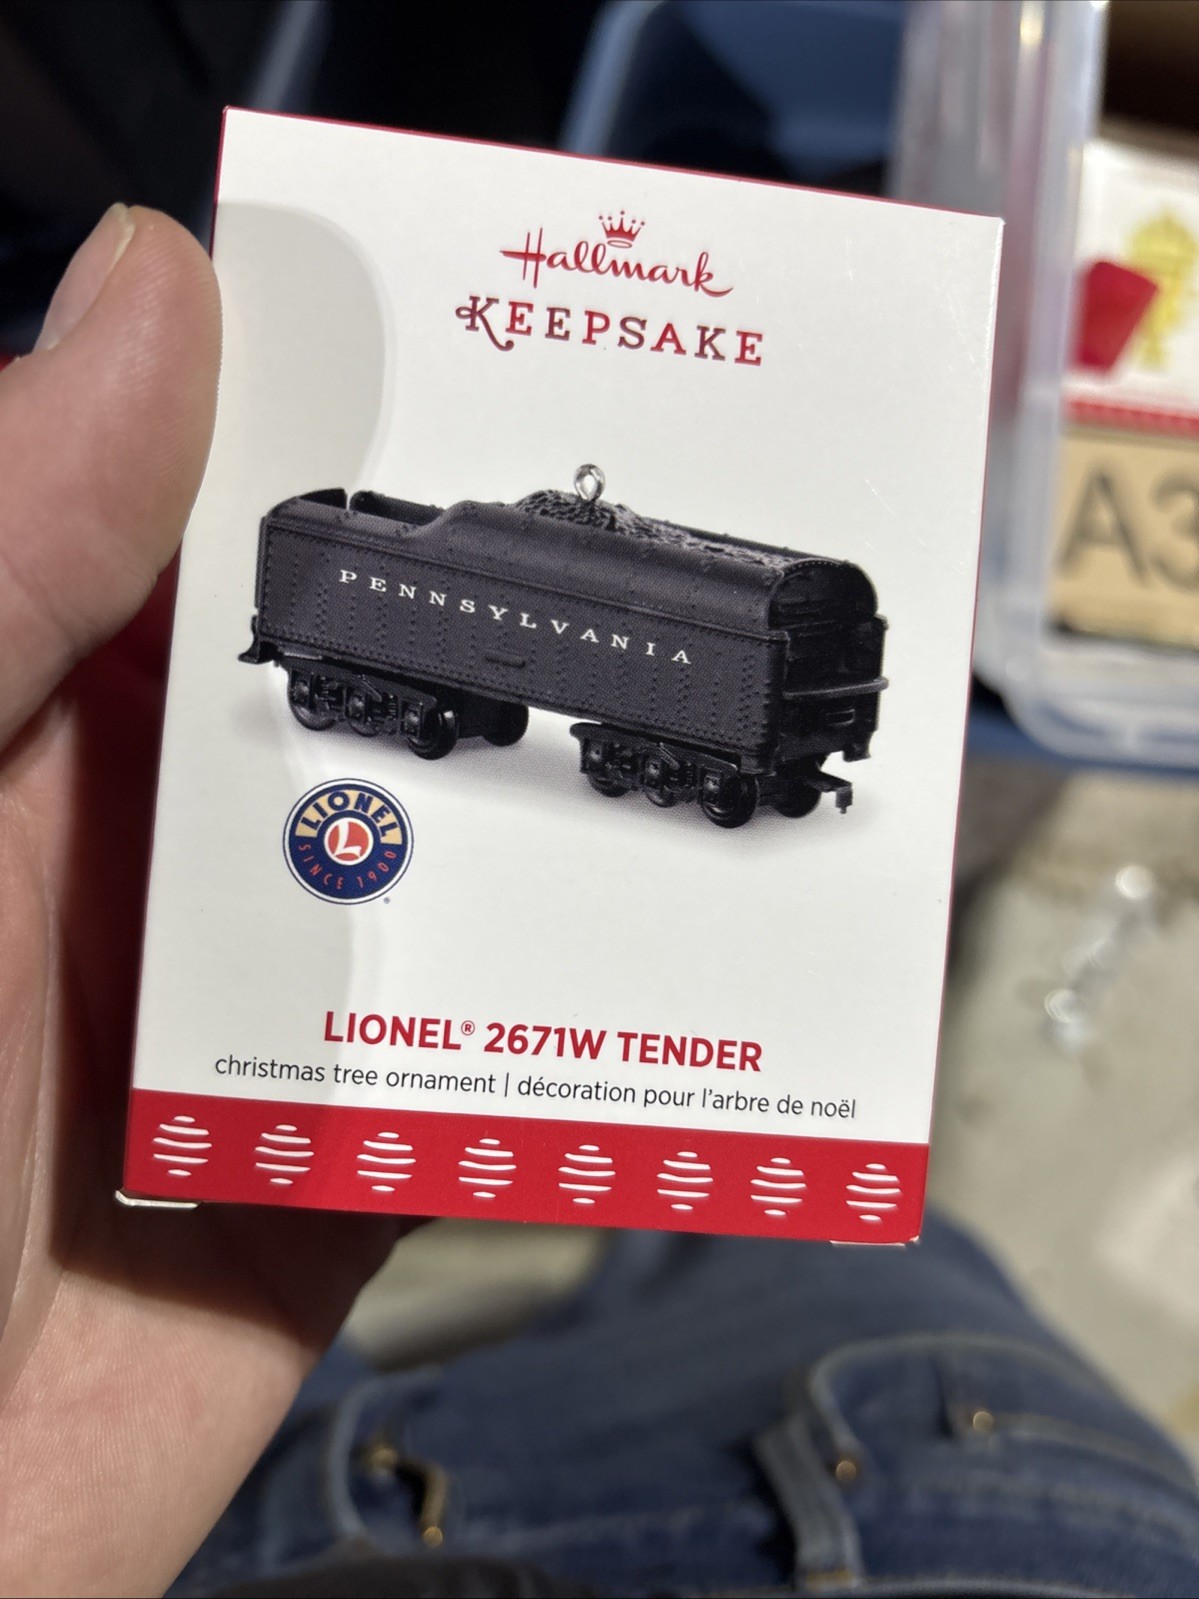 Hallmark
KEEPSAKE
PENNSYLVANIA
LIONEL
L
SINCE 1900
®
LIONEL® 2671W TENDER
christmas tree ornament | décoration pour l'arbre de noël
A3